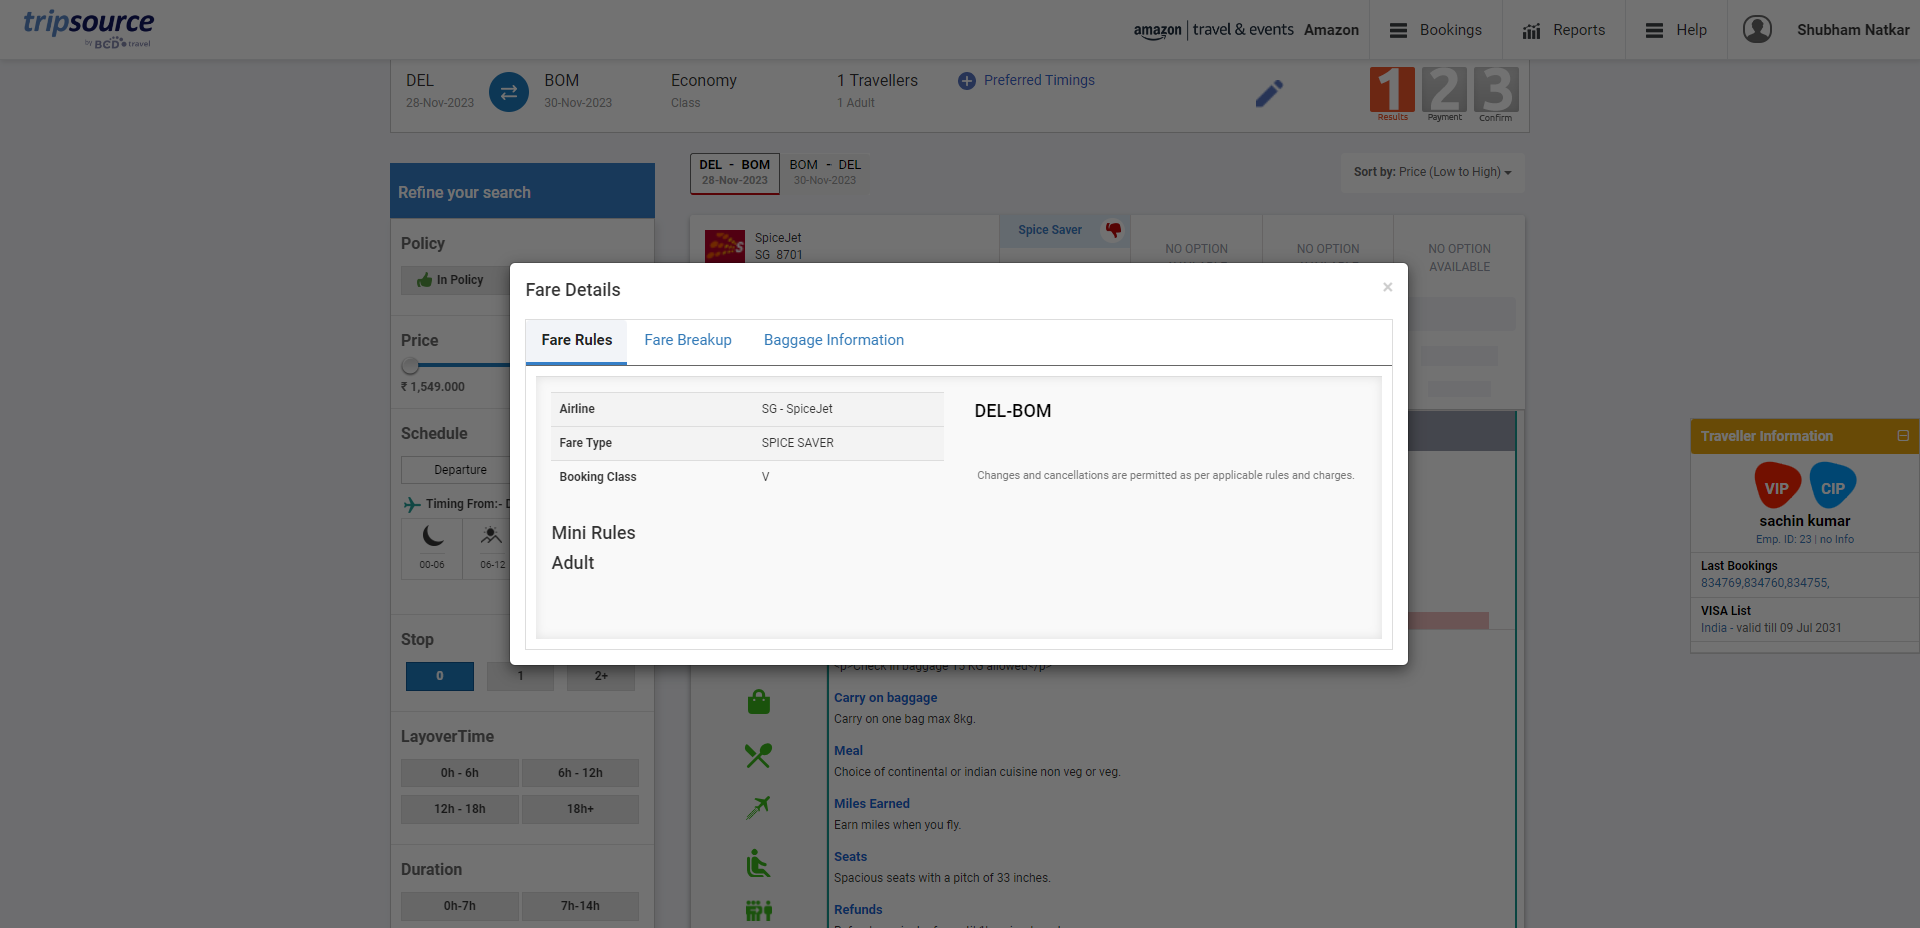 tripsource
by BCD travel
amazon | travel & events Amazon
Bookings
Reports
Help
Shubham Natkar
DEL
28-Nov-2023
BOM
30-Nov-2023
Economy
Class
1 Travellers
1 Adult
Preferred Timings
1 2 3
Results Payment Confirm
Refine your search
DEL - BOM
28-Nov-2023
BOM - DEL
30-Nov-2023
Sort by: Price (Low to High)
Policy
In Policy
Price
₹ 1,549.000
Schedule
Departure
Timing From:- D
00-06
06-12
Stop
0 1 2+
LayoverTime
0h - 6h 6h - 12h
12h - 18h 18h+
Duration
0h-7h 7h-14h
SpiceJet
SG 8701
Spice Saver
NO OPTION
NO OPTION
NO OPTION
AVAILABLE
Fare Details
×
Fare Rules
Fare Breakup
Baggage Information
Airline SG - SpiceJet
Fare Type SPICE SAVER
Booking Class V
DEL-BOM
Changes and cancellations are permitted as per applicable rules and charges.
Mini Rules
Adult
<p>Check in baggage 15 KG allowed</p>
Carry on baggage
Carry on one bag max 8kg.
Meal
Choice of continental or indian cuisine non veg or veg.
Miles Earned
Earn miles when you fly.
Seats
Spacious seats with a pitch of 33 inches.
Refunds
Traveller Information
VIP
CIP
sachin kumar
Emp. ID: 23 | no Info
Last Bookings
834769,834760,834755,
VISA List
India - valid till 09 Jul 2031